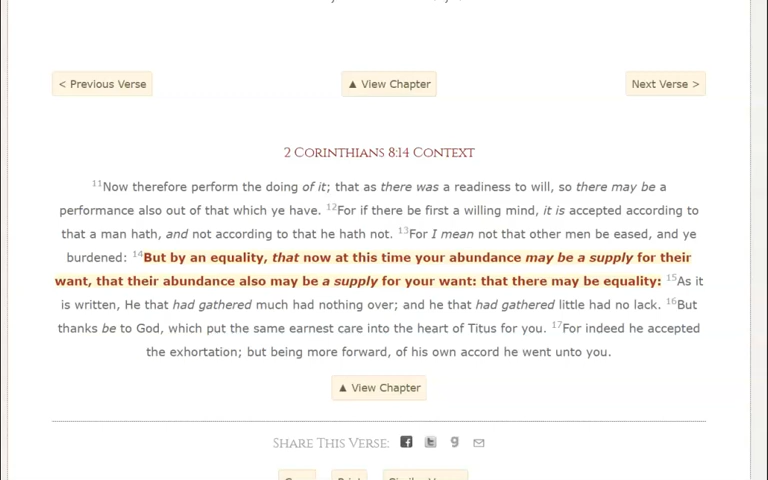 < Previous Verse
▲ View Chapter
Next Verse >
2 Corinthians 8:14 Context
11Now therefore perform the doing of it; that as there was a readiness to will, so there may be a
performance also out of that which ye have. 12For if there be first a willing mind, it is accepted according to
that a man hath, and not according to that he hath not. 13For I mean not that other men be eased, and ye
burdened: 14But by an equality, that now at this time your abundance may be a supply for their
want, that their abundance also may be a supply for your want: that there may be equality: 15As it
is written, He that had gathered much had nothing over; and he that had gathered little had no lack. 16But
thanks be to God, which put the same earnest care into the heart of Titus for you. 17For indeed he accepted
the exhortation; but being more forward, of his own accord he went unto you.
▲ View Chapter
Share This Verse: